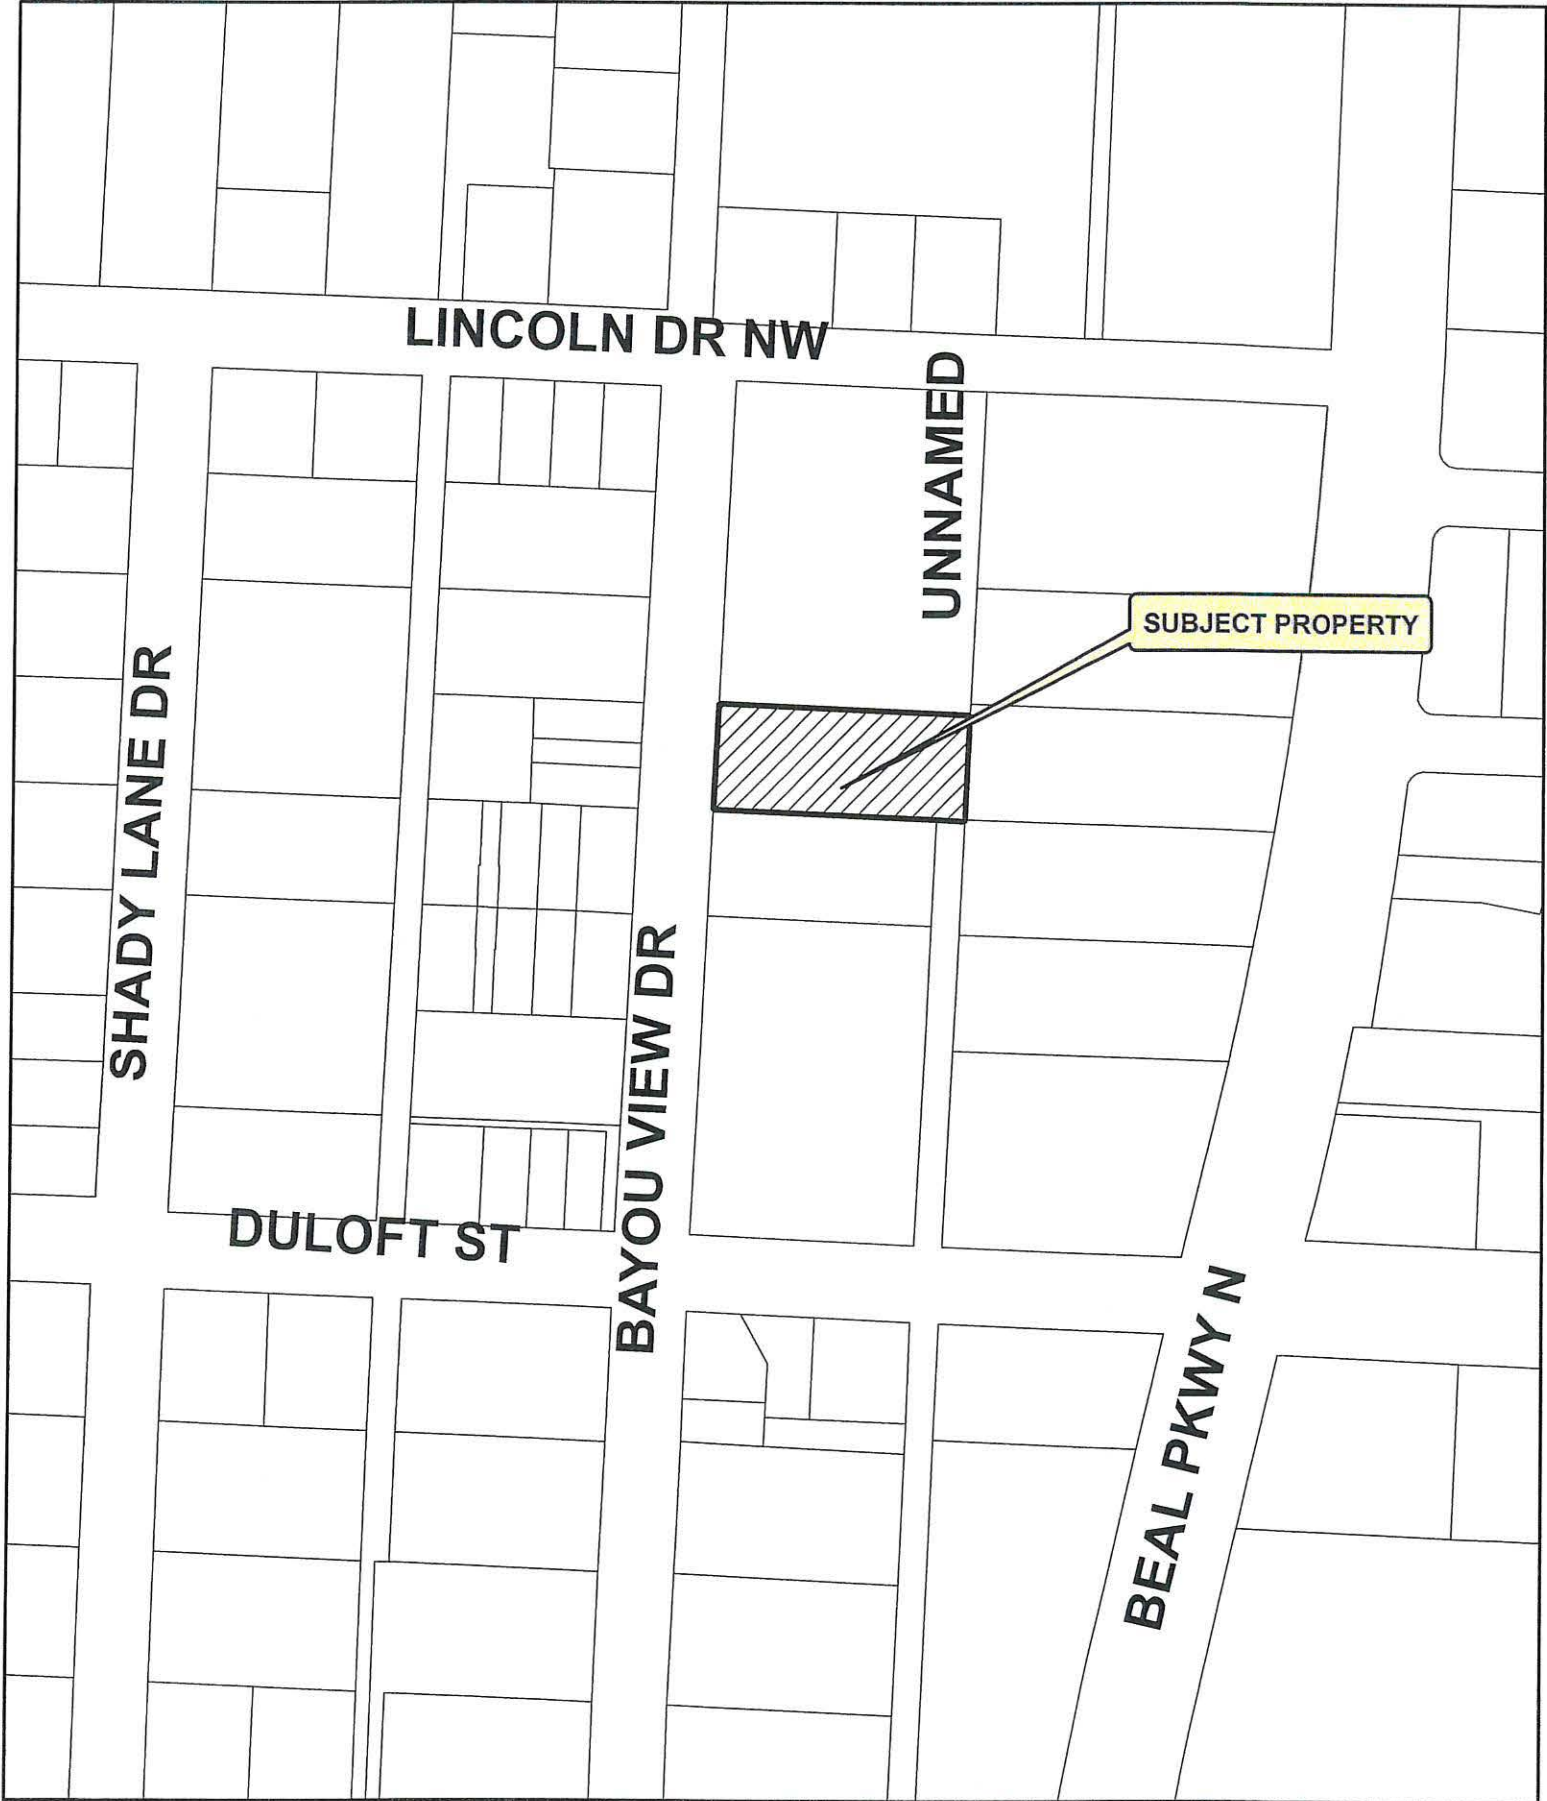 LINCOLN DR NW
UNNAMED
SUBJECT PROPERTY
SHADY LANE DR
BAYOU VIEW DR
DULOFT ST
BEAL PKWY N